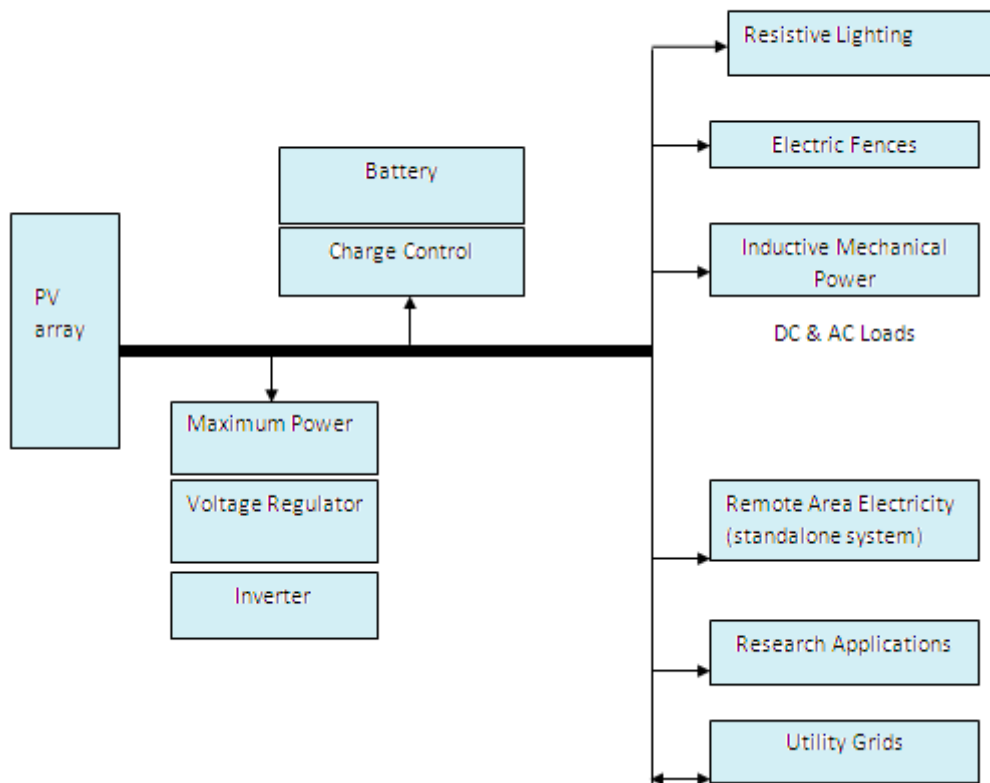 Resistive Lighting
Electric Fences
Battery
Charge Control
Inductive Mechanical
Power
PV
array
DC & AC Loads
Maximum Power
Voltage Regulator
Inverter
Remote Area Electricity
(standalone system)
Research Applications
Utility Grids